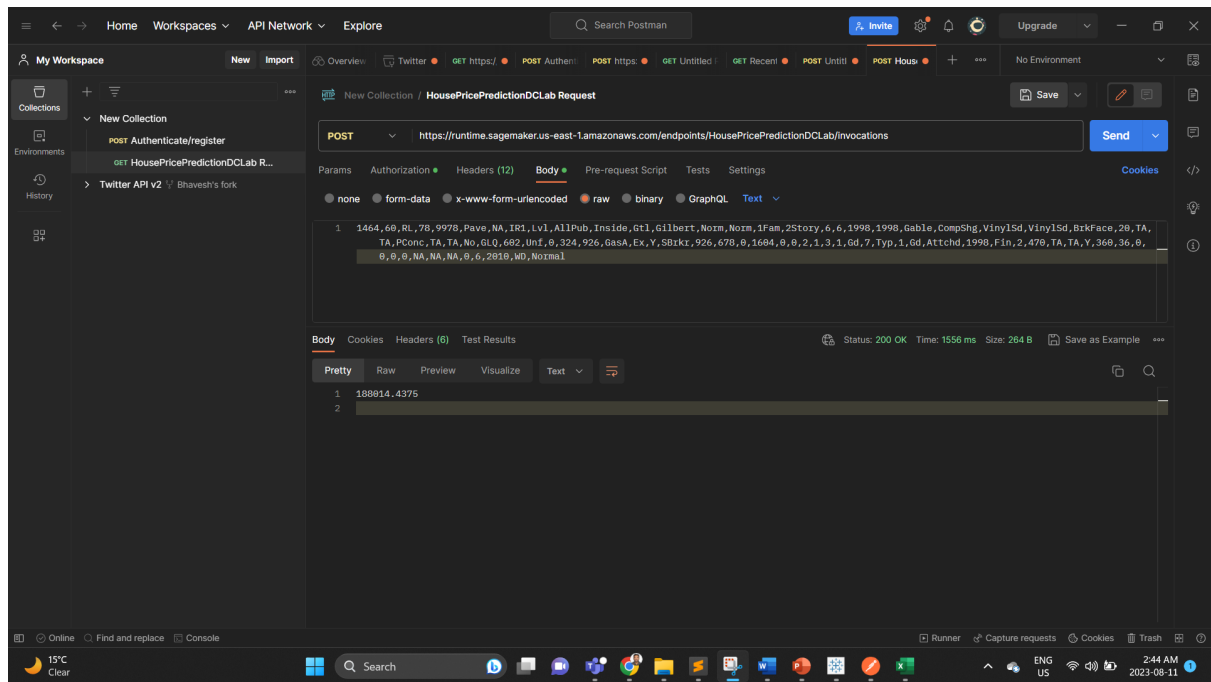 Home Workspaces API Network Explore Search Postman Invite Upgrade
My Workspace New Import Overview Twitter GET https:/ POST Authent POST https: GET Untitled GET Recent POST Untitl POST Hous No Environment
Collections
Environments
History
New Collection
POST Authenticate/register
GET HousePricePredictionDCLab R...
Twitter API v2 Bhavesh's fork
HTTP New Collection / HousePricePredictionDCLab Request Save
POST https://runtime.sagemaker.us-east-1.amazonaws.com/endpoints/HousePricePredictionDCLab/invocations Send
Params Authorization Headers (12) Body Pre-request Script Tests Settings Cookies
none form-data x-www-form-urlencoded raw binary GraphQL Text
1 1464,60,RL,78,9978,Pave,NA,IR1,Lvl,AllPub,Inside,Gtl,Gilbert,Norm,Norm,1Fam,2Story,6,6,1998,1998,Gable,CompShg,VinylSd,VinylSd,BrkFace,20,TA,
TA,PConc,TA,TA,No,GLQ,602,Unf,0,324,926,GasA,Ex,Y,SBrkr,926,678,0,1604,0,0,2,1,3,1,Gd,7,Typ,1,Gd,Attchd,1998,Fin,2,470,TA,TA,Y,360,36,0,
0,0,0,NA,NA,NA,0,6,2010,WD,Normal
Body Cookies Headers (6) Test Results Status: 200 OK Time: 1556 ms Size: 264 B Save as Example
Pretty Raw Preview Visualize Text
1 188014.4375
2
Online Find and replace Console Runner Capture requests Cookies Trash
15°C
Clear
Search
ENG
US
2:44 AM
2023-08-11
1